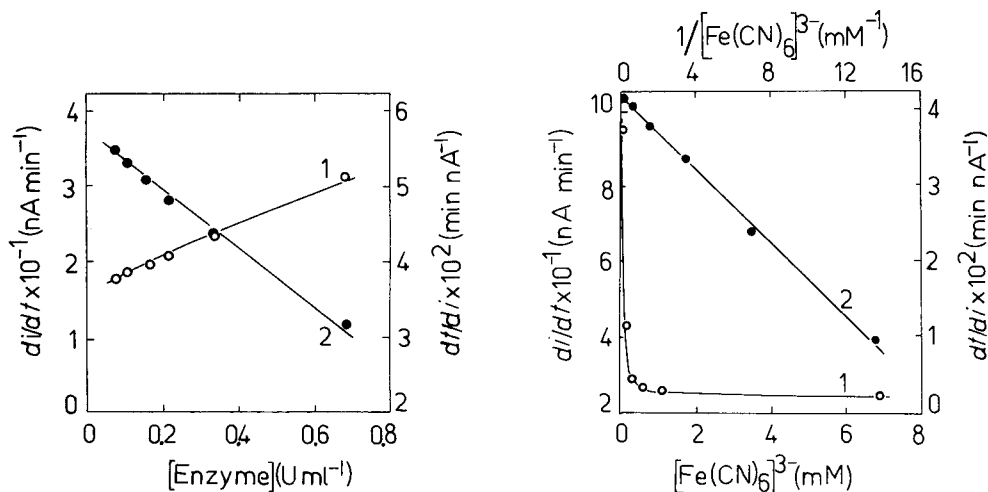 4
3
2
1
0
di/dt x10⁻¹ (nA min⁻¹)
6
5
4
3
2
dt/di x10² (min nA⁻¹)
1
2
0 0.2 0.4 0.6 0.8
[Enzyme](U ml⁻¹)
1/[Fe(CN)₆]³⁻(mM⁻¹)
0 4 8 12 16
10
8
6
4
2
di/dt x10⁻¹ (nA min⁻¹)
4
3
2
1
0
dt/di x10² (min nA⁻¹)
2
1
0 2 4 6 8
[Fe(CN)₆]³⁻ (mM)